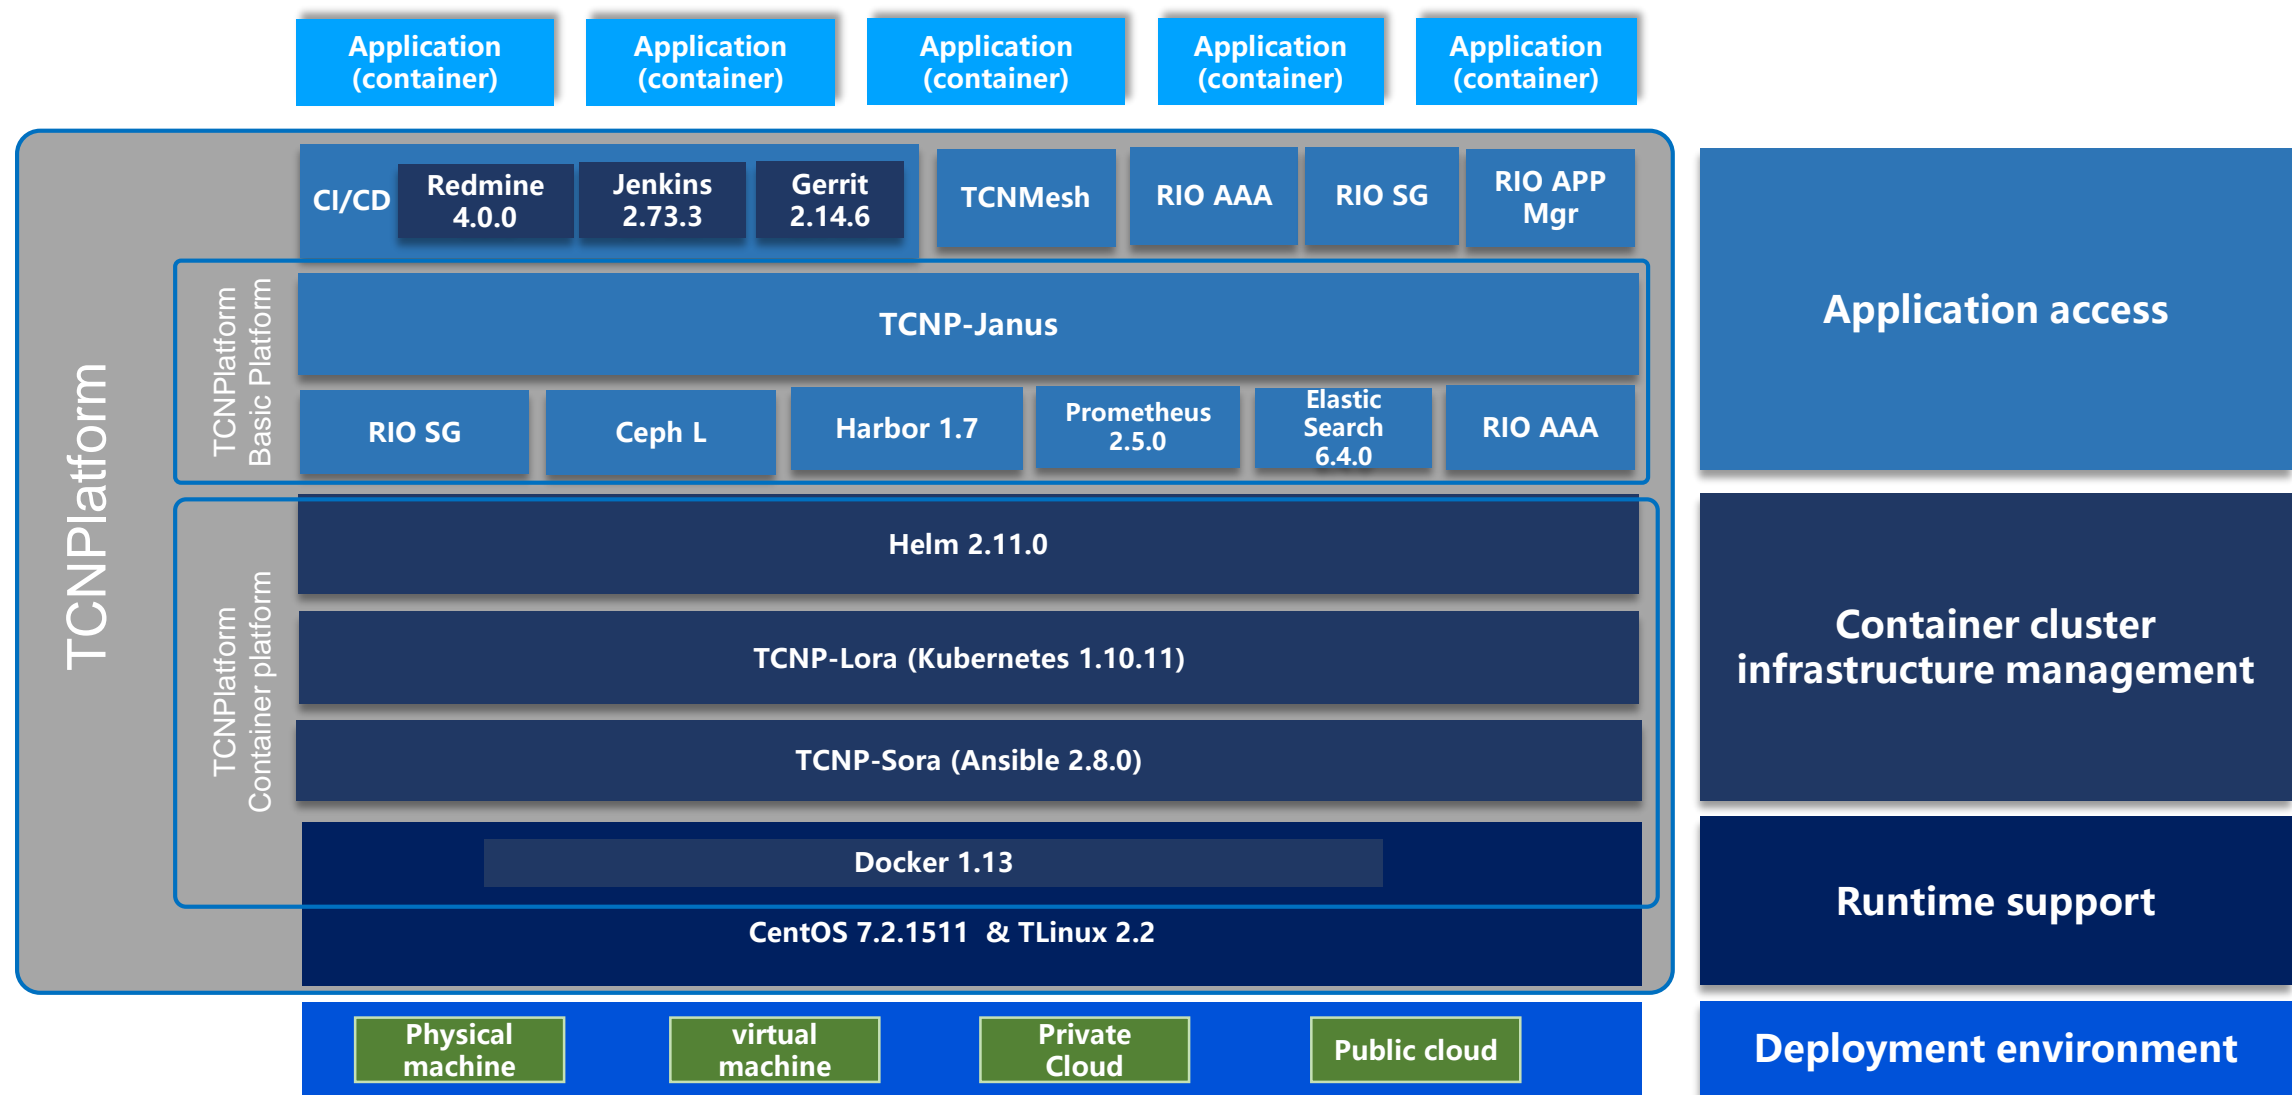 Application
(container)
Application
(container)
Application
(container)
Application
(container)
Application
(container)
TCNPlatform
CI/CD
Redmine
4.0.0
Jenkins
2.73.3
Gerrit
2.14.6
TCNMesh
RIO AAA
RIO SG
RIO APP
Mgr
TCNPlatform
Basic Platform
TCNP-Janus
RIO SG
Ceph L
Harbor 1.7
Prometheus
2.5.0
Elastic
Search
6.4.0
RIO AAA
Application access
TCNPlatform
Container platform
Helm 2.11.0
TCNP-Lora (Kubernetes 1.10.11)
TCNP-Sora (Ansible 2.8.0)
Container cluster
infrastructure management
Docker 1.13
CentOS 7.2.1511 & TLinux 2.2
Runtime support
Physical
machine
virtual
machine
Private
Cloud
Public cloud
Deployment environment